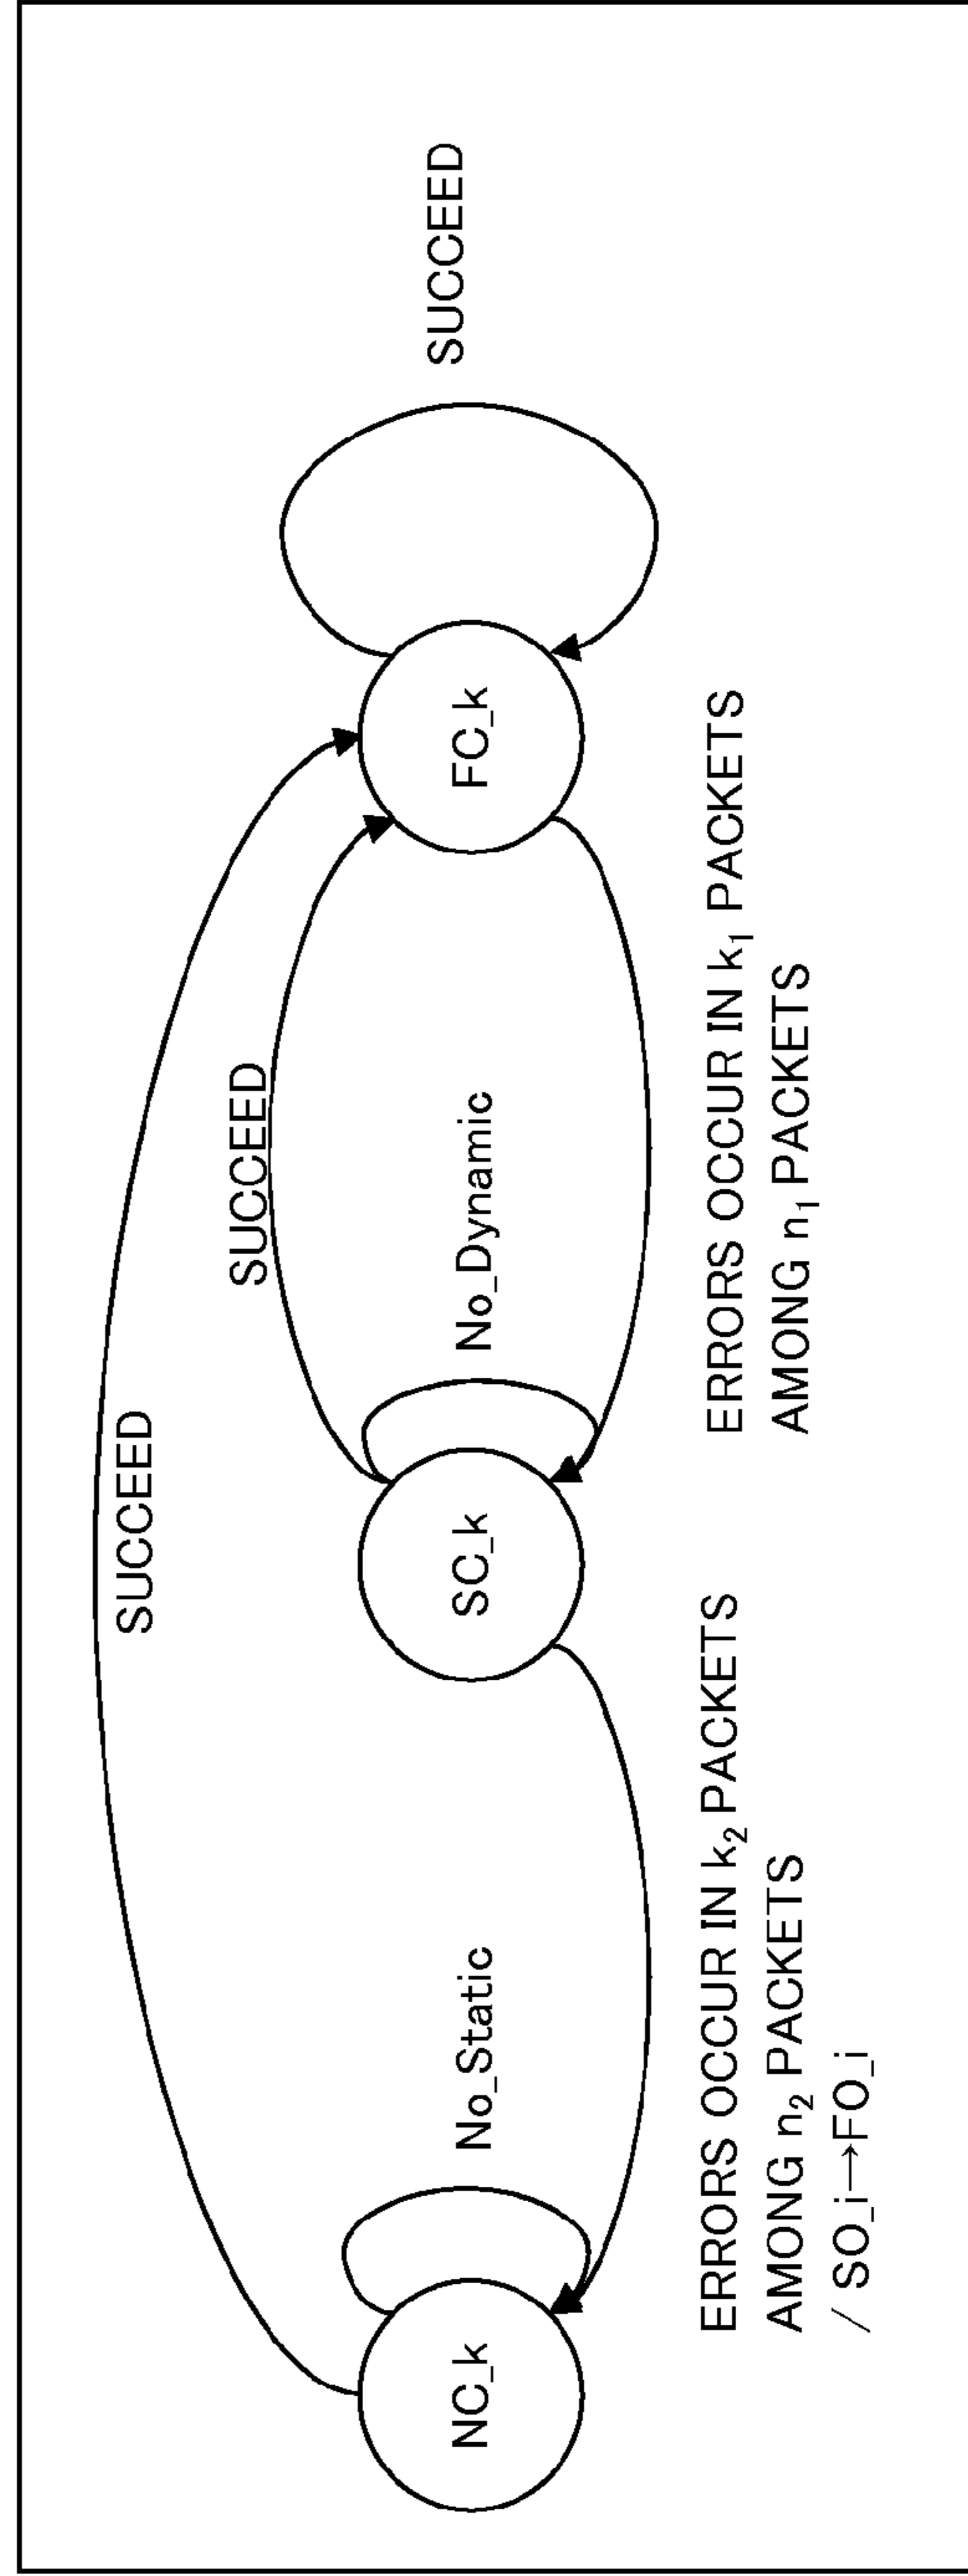 SUCCEED
SUCCEED
SUCCEED
No_Static
No_Dynamic
NC_k
SC_k
FC_k
ERRORS OCCUR IN k₂ PACKETS
AMONG n₂ PACKETS
/ SO_i→FO_i
ERRORS OCCUR IN k₁ PACKETS
AMONG n₁ PACKETS